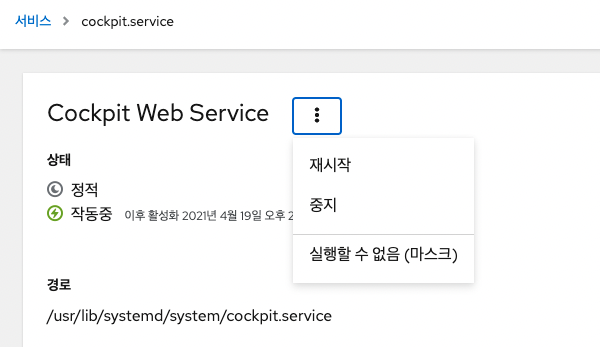 서비스 > cockpit.service
Cockpit Web Service
재시작
중지
실행할 수 없음 (마스크)
상태
정적
작동중 이후 활성화 2021년 4월 19일 오후
경로
/usr/lib/systemd/system/cockpit.service